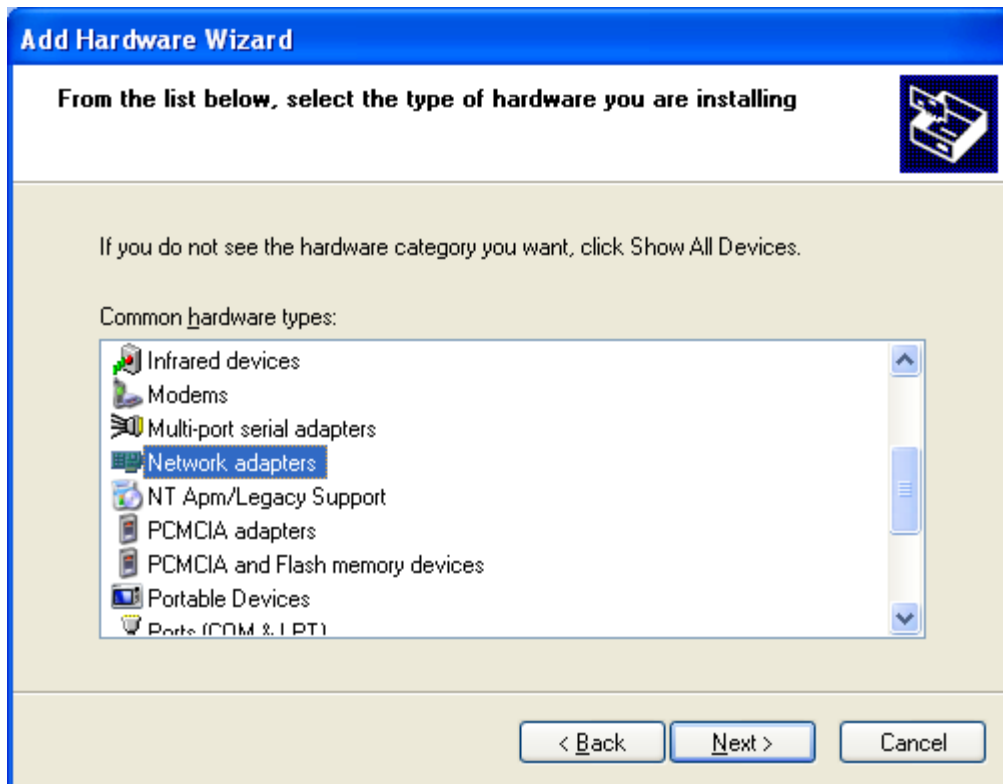 Add Hardware Wizard
From the list below, select the type of hardware you are installing
If you do not see the hardware category you want, click Show All Devices.
Common hardware types:
Infrared devices
Modems
Multi-port serial adapters
Network adapters
NT Apm/Legacy Support
PCMCIA adapters
PCMCIA and Flash memory devices
Portable Devices
Ports (COM & LPT)
< Back Next > Cancel